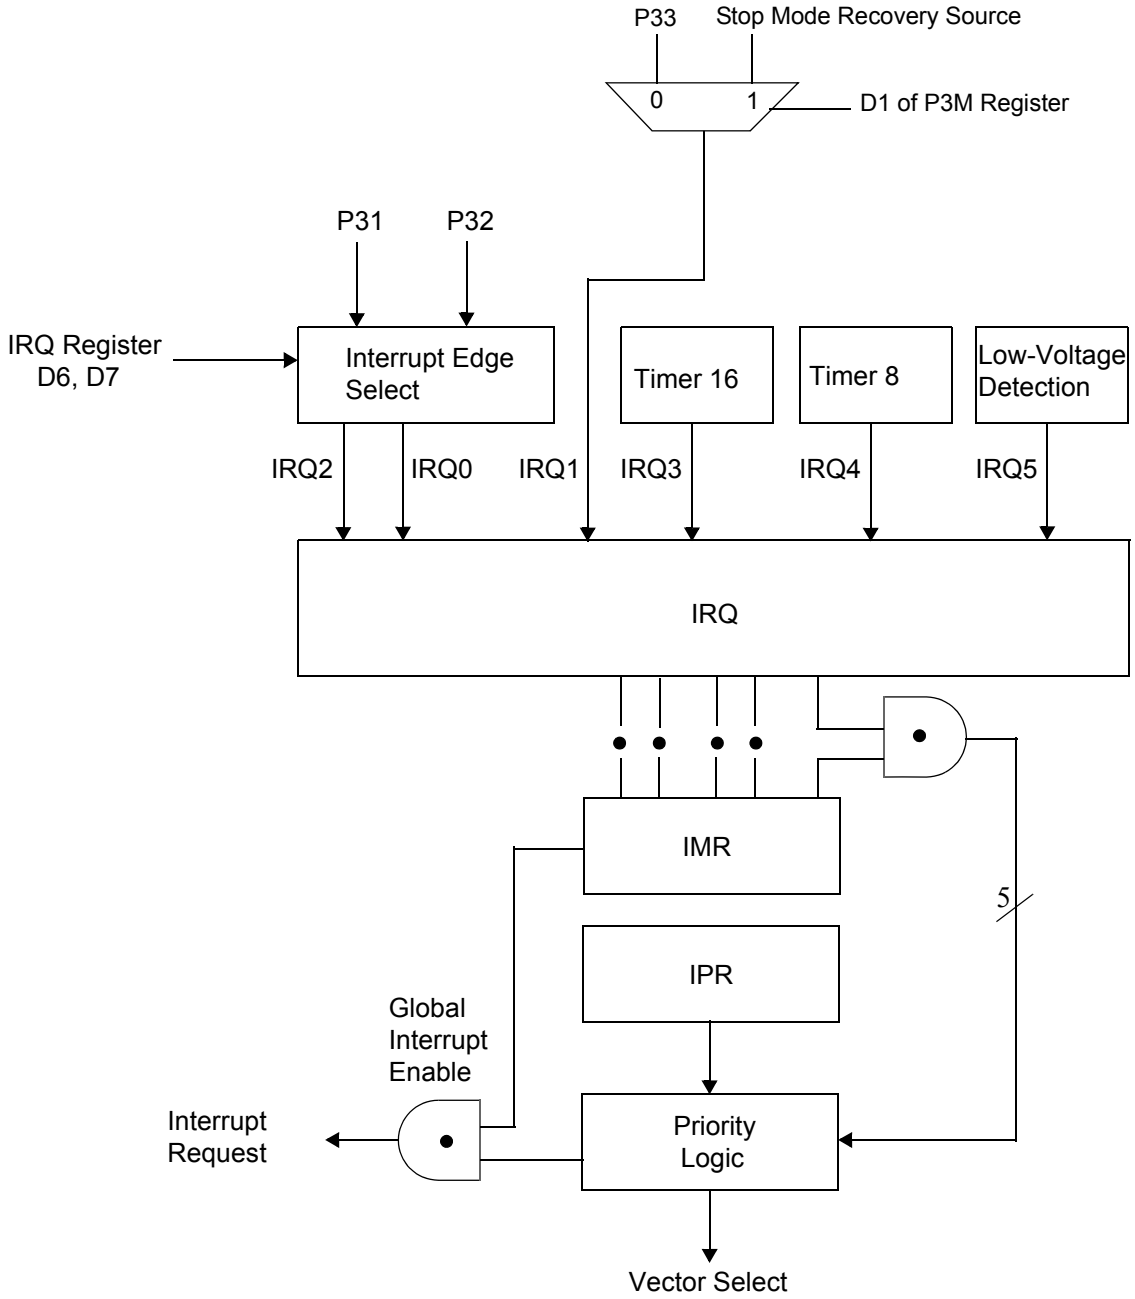 P33 Stop Mode Recovery Source
0 1 D1 of P3M Register
P31 P32
IRQ Register
D6, D7
Interrupt Edge
Select
Timer 16
Timer 8
Low-Voltage
Detection
IRQ2 IRQ0 IRQ1 IRQ3 IRQ4 IRQ5
IRQ
IMR
5
IPR
Global
Interrupt
Enable
Interrupt
Request
Priority
Logic
Vector Select